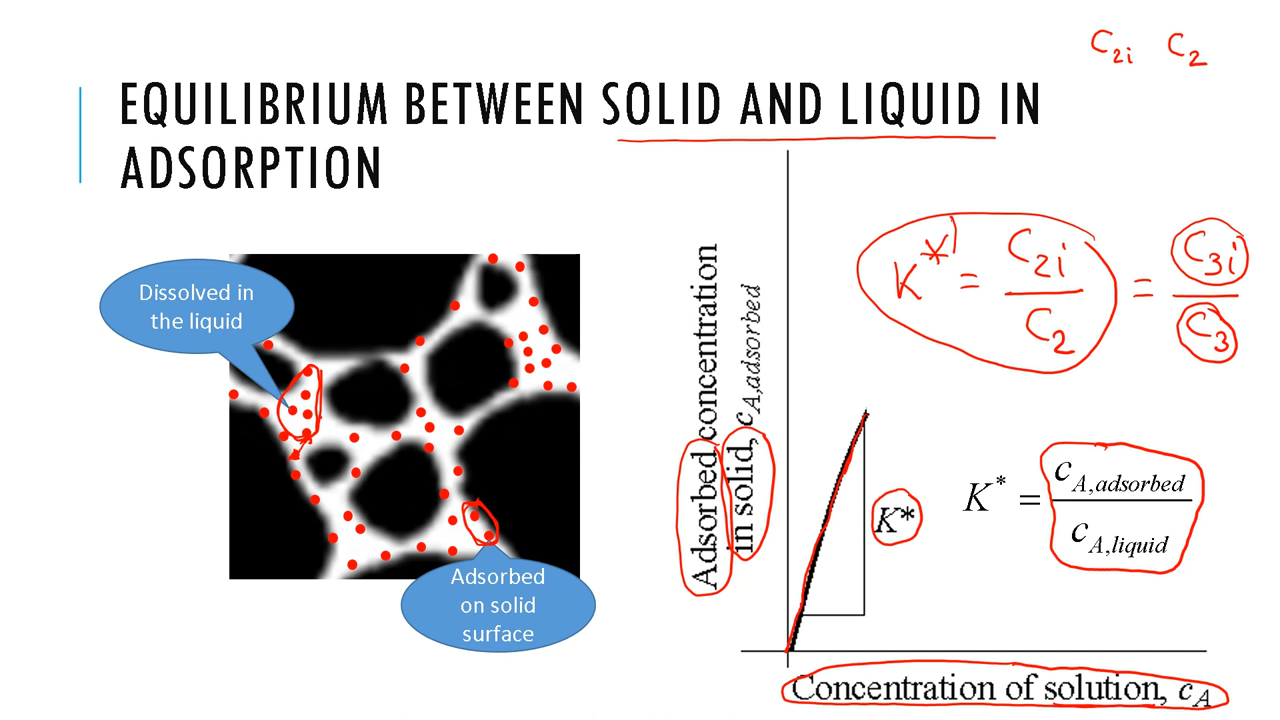 C2i C2
EQUILIBRIUM BETWEEN SOLID AND LIQUID IN
ADSORPTION
Dissolved in
the liquid
Adsorbed
on solid
surface
Adsorbed concentration
in solid, cA,adsorbed
K*' = C2i / C2 = C3i / C3
K*
K* = cA,adsorbed / cA,liquid
Concentration of solution, cA